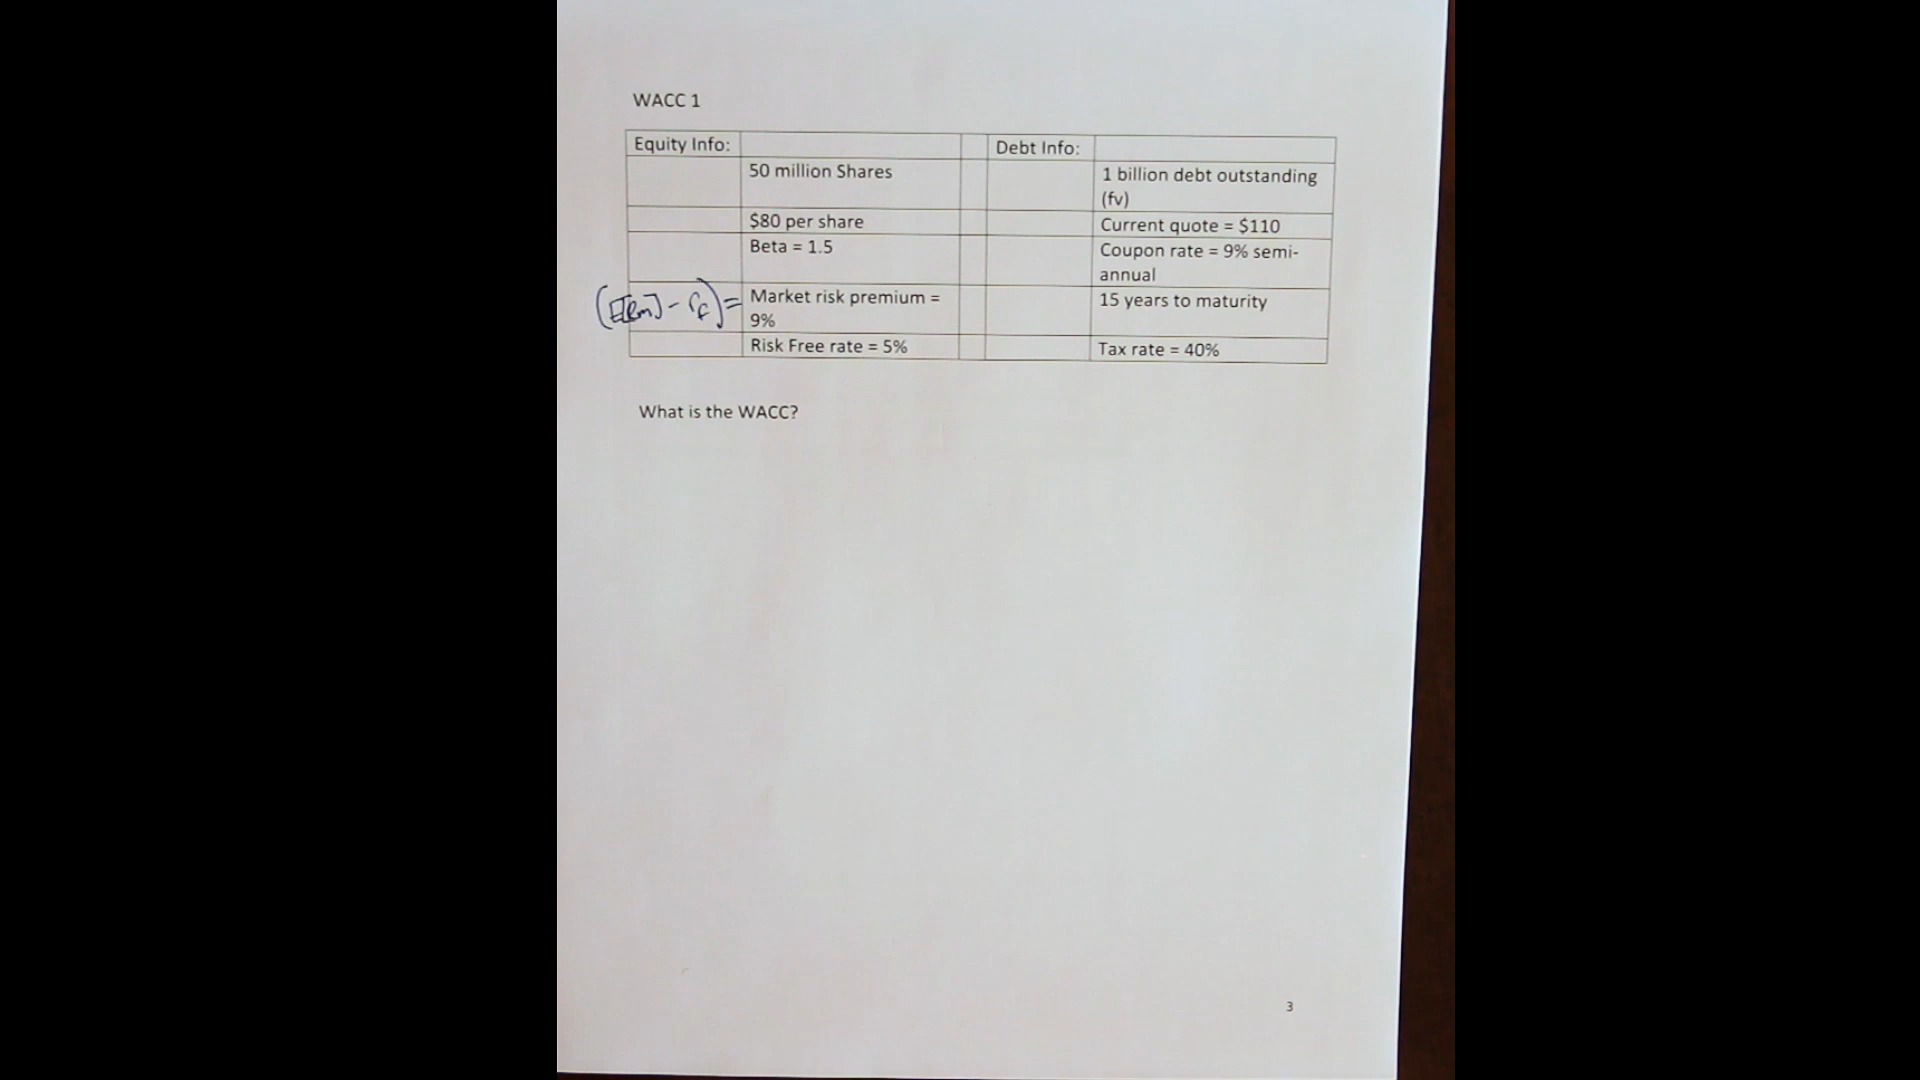 WACC 1
Equity Info:
Debt Info:
50 million Shares
1 billion debt outstanding
(fv)
$80 per share
Current quote = $110
Beta = 1.5
Coupon rate = 9% semi-
annual
(E[Rm] - rf) =
Market risk premium =
9%
15 years to maturity
Risk Free rate = 5%
Tax rate = 40%
What is the WACC?
3